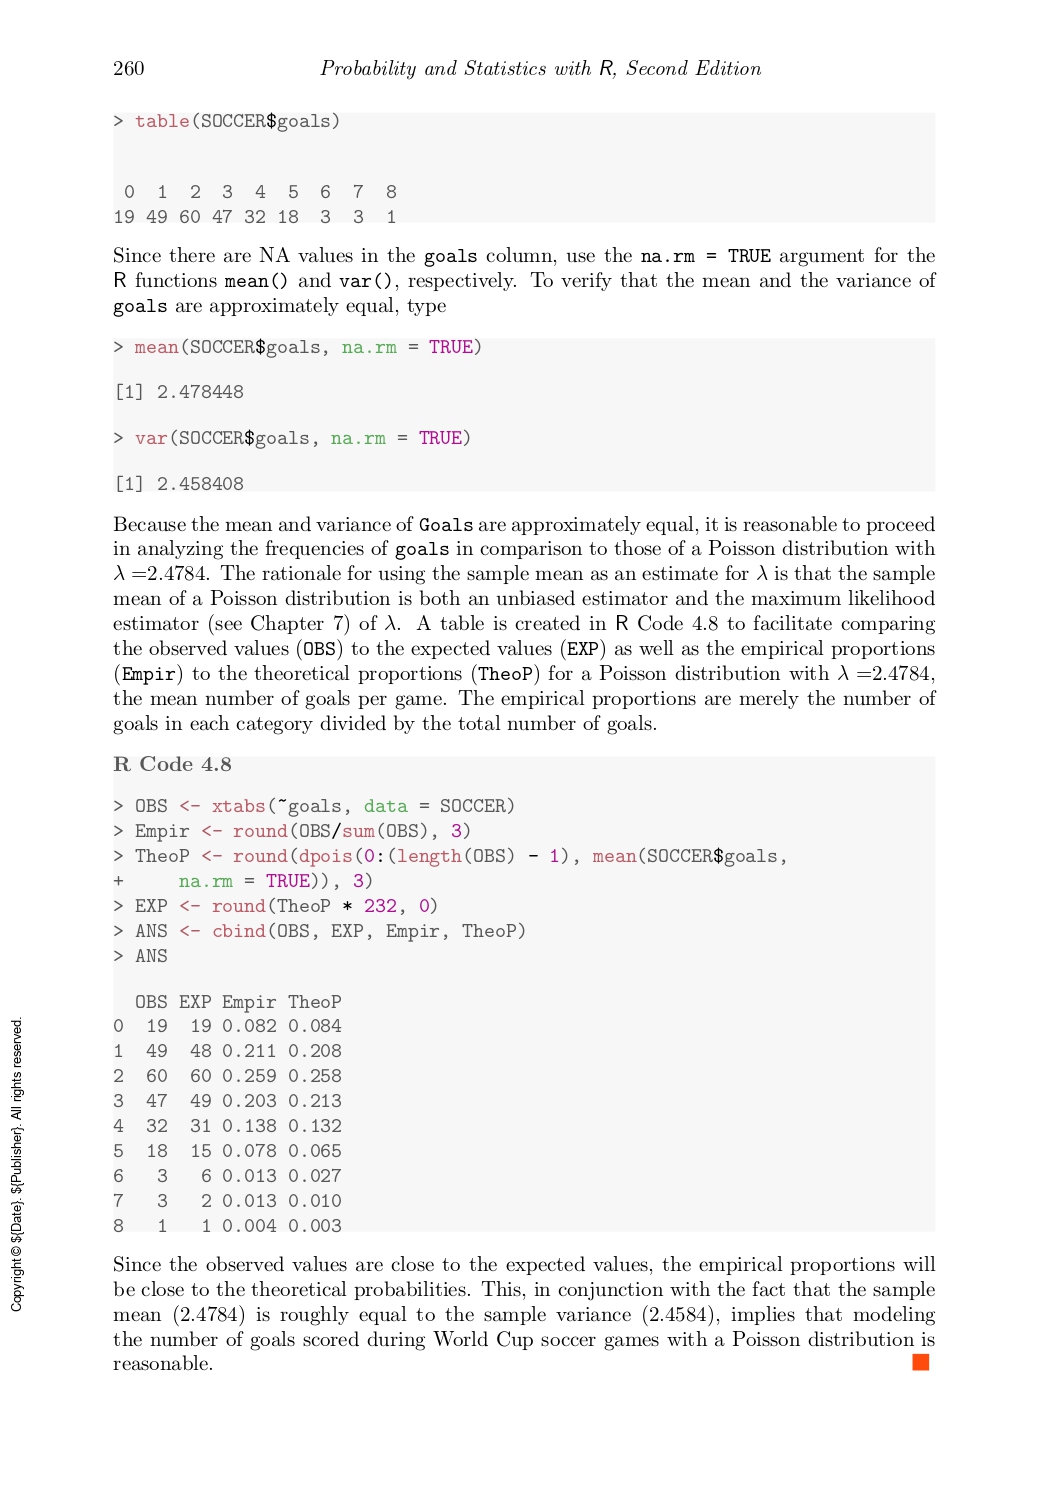 260 Probability and Statistics with R, Second Edition
> table(SOCCER$goals)
0 1 2 3 4 5 6 7 8
19 49 60 47 32 18 3 3 1
Since there are NA values in the goals column, use the na.rm = TRUE argument for the
R functions mean() and var(), respectively. To verify that the mean and the variance of
goals are approximately equal, type
> mean(SOCCER$goals, na.rm = TRUE)
[1] 2.478448
> var(SOCCER$goals, na.rm = TRUE)
[1] 2.458408
Because the mean and variance of Goals are approximately equal, it is reasonable to proceed
in analyzing the frequencies of goals in comparison to those of a Poisson distribution with
λ =2.4784. The rationale for using the sample mean as an estimate for λ is that the sample
mean of a Poisson distribution is both an unbiased estimator and the maximum likelihood
estimator (see Chapter 7) of λ. A table is created in R Code 4.8 to facilitate comparing
the observed values (OBS) to the expected values (EXP) as well as the empirical proportions
(Empir) to the theoretical proportions (TheoP) for a Poisson distribution with λ =2.4784,
the mean number of goals per game. The empirical proportions are merely the number of
goals in each category divided by the total number of goals.
R Code 4.8
> OBS <- xtabs(~goals, data = SOCCER)
> Empir <- round(OBS/sum(OBS), 3)
> TheoP <- round(dpois(0:(length(OBS) - 1), mean(SOCCER$goals,
+ na.rm = TRUE)), 3)
> EXP <- round(TheoP * 232, 0)
> ANS <- cbind(OBS, EXP, Empir, TheoP)
> ANS
OBS EXP Empir TheoP
0 19 19 0.082 0.084
1 49 48 0.211 0.208
2 60 60 0.259 0.258
3 47 49 0.203 0.213
4 32 31 0.138 0.132
5 18 15 0.078 0.065
6 3 6 0.013 0.027
7 3 2 0.013 0.010
8 1 1 0.004 0.003
Since the observed values are close to the expected values, the empirical proportions will
be close to the theoretical probabilities. This, in conjunction with the fact that the sample
mean (2.4784) is roughly equal to the sample variance (2.4584), implies that modeling
the number of goals scored during World Cup soccer games with a Poisson distribution is
reasonable.
Copyright © ${Date}. ${Publisher}. All rights reserved.